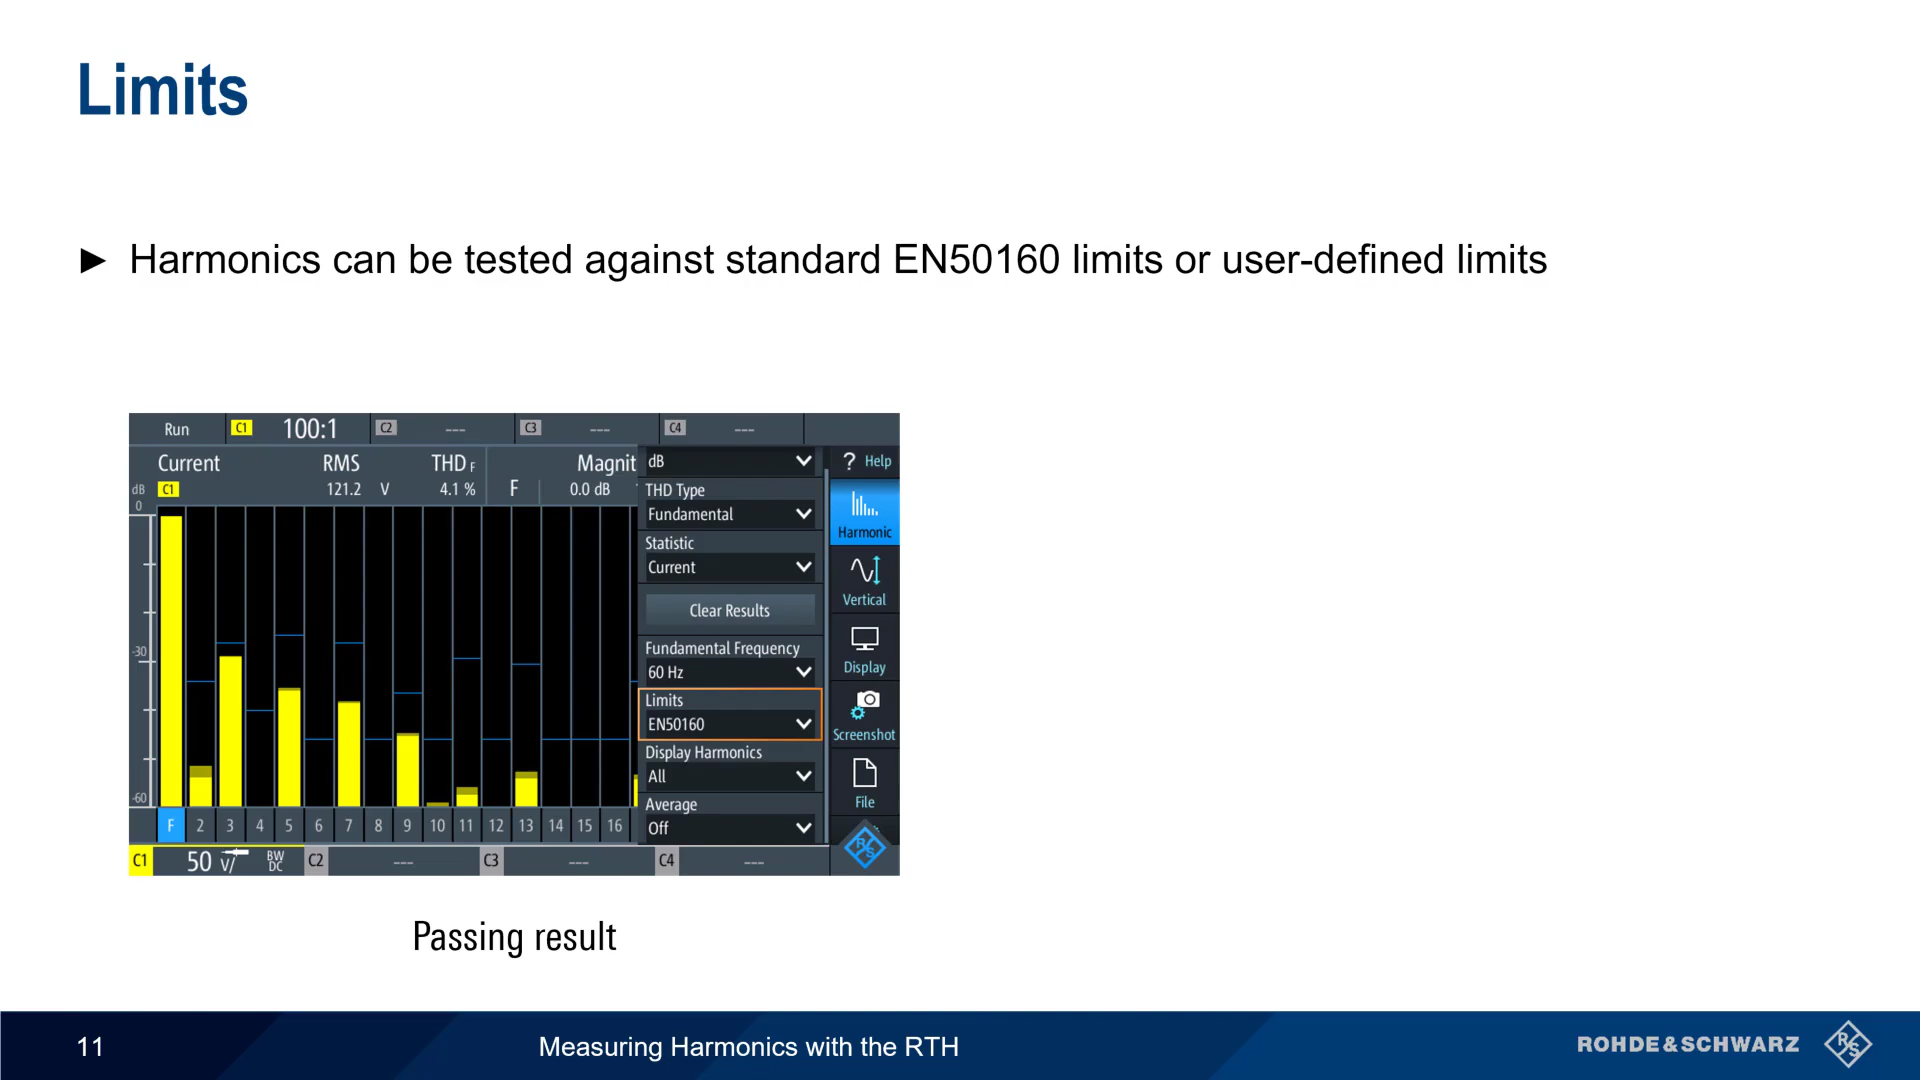 Limits
► Harmonics can be tested against standard EN50160 limits or user-defined limits
Run C1 100:1 C2 --- C3 --- C4 ---
Current RMS THD F Magnit
dB C1 121.2 V 4.1 % F 0.0 dB
0
-30
-60
F 2 3 4 5 6 7 8 9 10 11 12 13 14 15 16
dB
THD Type
Fundamental
Statistic
Current
Clear Results
Fundamental Frequency
60 Hz
Limits
EN50160
Display Harmonics
All
Average
Off
? Help
Harmonic
Vertical
Display
Screenshot
File
C1 50 V/ BW DC C2 --- C3 --- C4 ---
Passing result
11 Measuring Harmonics with the RTH ROHDE&SCHWARZ